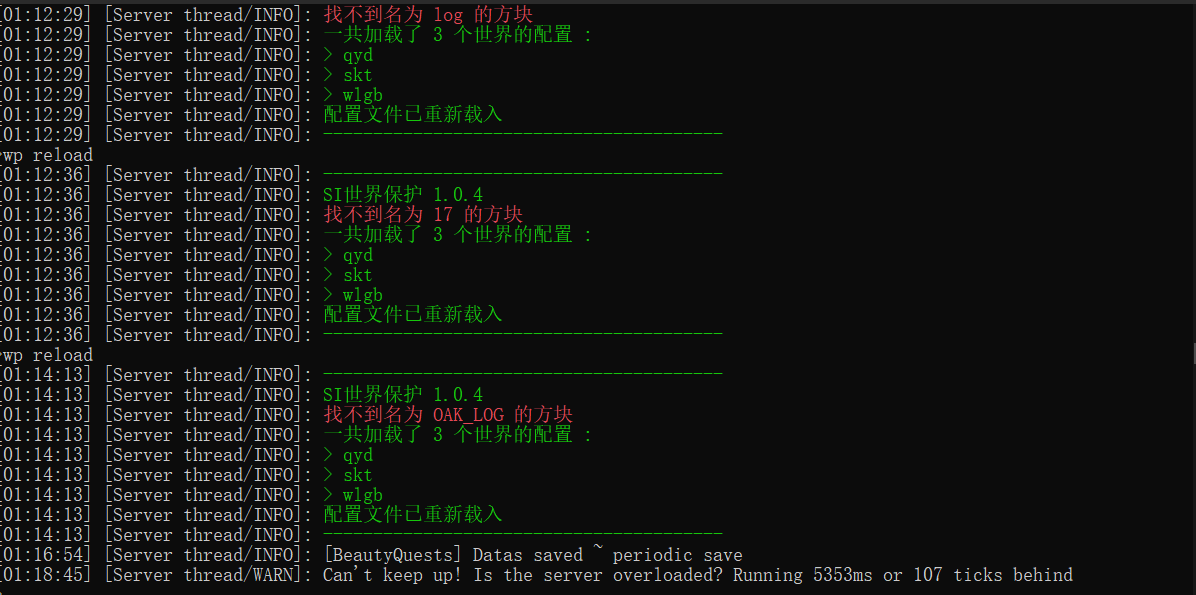 [01:12:29] [Server thread/INFO]: 找不到名为 log 的方块
[01:12:29] [Server thread/INFO]: 一共加载了 3 个世界的配置 :
[01:12:29] [Server thread/INFO]: > qyd
[01:12:29] [Server thread/INFO]: > skt
[01:12:29] [Server thread/INFO]: > wlgb
[01:12:29] [Server thread/INFO]: 配置文件已重新载入
[01:12:29] [Server thread/INFO]: ----------------------------------------
>wp reload
[01:12:36] [Server thread/INFO]: ----------------------------------------
[01:12:36] [Server thread/INFO]: SI世界保护 1.0.4
[01:12:36] [Server thread/INFO]: 找不到名为 17 的方块
[01:12:36] [Server thread/INFO]: 一共加载了 3 个世界的配置 :
[01:12:36] [Server thread/INFO]: > qyd
[01:12:36] [Server thread/INFO]: > skt
[01:12:36] [Server thread/INFO]: > wlgb
[01:12:36] [Server thread/INFO]: 配置文件已重新载入
[01:12:36] [Server thread/INFO]: ----------------------------------------
>wp reload
[01:14:13] [Server thread/INFO]: ----------------------------------------
[01:14:13] [Server thread/INFO]: SI世界保护 1.0.4
[01:14:13] [Server thread/INFO]: 找不到名为 OAK_LOG 的方块
[01:14:13] [Server thread/INFO]: 一共加载了 3 个世界的配置 :
[01:14:13] [Server thread/INFO]: > qyd
[01:14:13] [Server thread/INFO]: > skt
[01:14:13] [Server thread/INFO]: > wlgb
[01:14:13] [Server thread/INFO]: 配置文件已重新载入
[01:14:13] [Server thread/INFO]: ----------------------------------------
[01:16:54] [Server thread/INFO]: [BeautyQuests] Datas saved ~ periodic save
[01:18:45] [Server thread/WARN]: Can't keep up! Is the server overloaded? Running 5353ms or 107 ticks behind